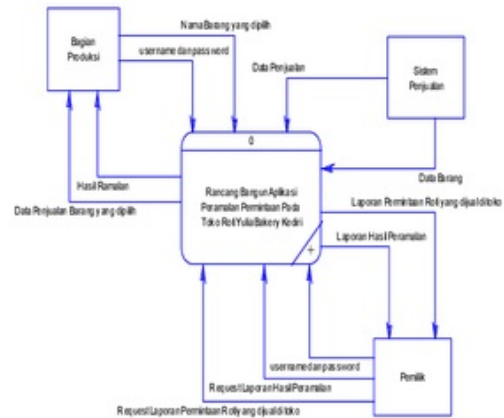 Nama Barang yang dipilih
Bagian
Produksi
username dan password
Data Penjualan
Sistem
Penjualan
0
Rancang Bangun Aplikasi
Peramalan Permintaan Pada
Toko Roti Yulia Bakery Kediri
Hasil Ramalan
Data Penjualan Barang yang dipilih
Data Barang
Laporan Permintaan Roti yang dijual di toko
Laporan Hasil Peramalan
+
username dan password
Pemilik
Request Laporan Hasil Peramalan
Request Laporan Permintaan Roti yang dijual di toko